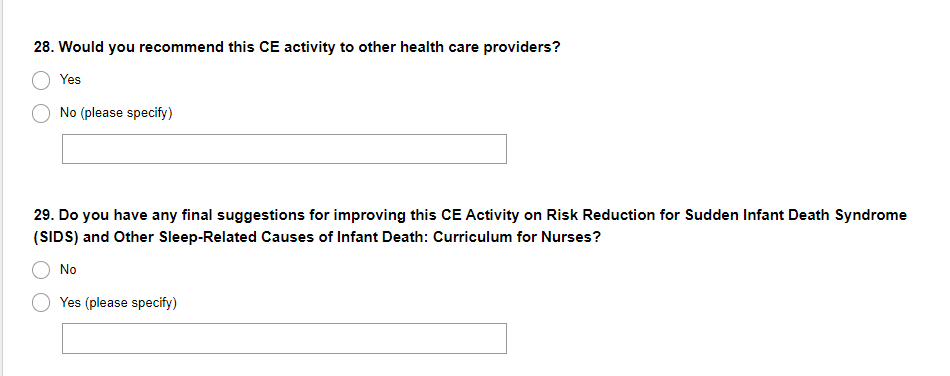 28. Would you recommend this CE activity to other health care providers?
Yes
No (please specify)
29. Do you have any final suggestions for improving this CE Activity on Risk Reduction for Sudden Infant Death Syndrome
(SIDS) and Other Sleep-Related Causes of Infant Death: Curriculum for Nurses?
No
Yes (please specify)